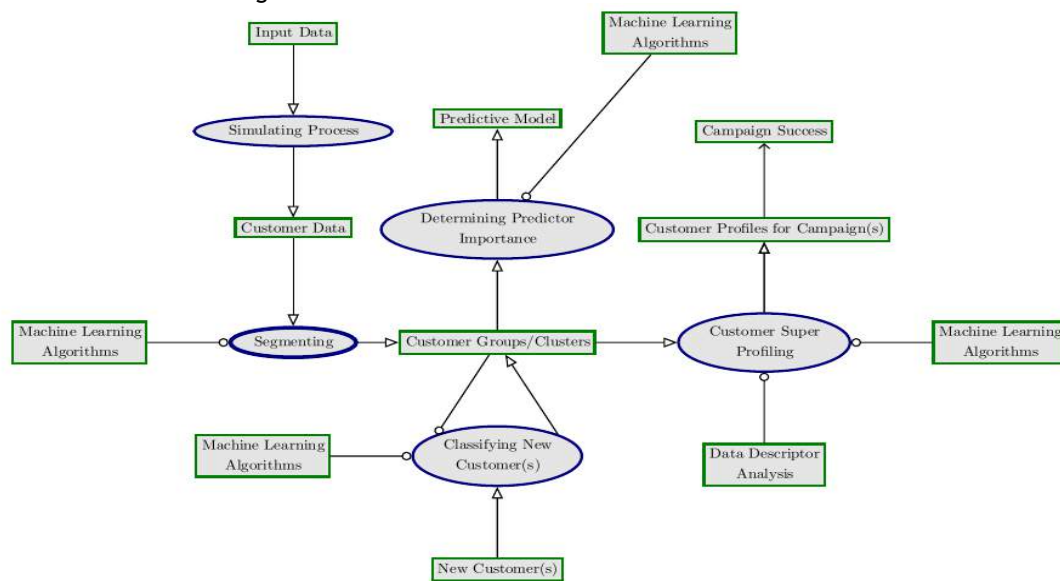 Machine Learning
Algorithms
Input Data
Predictive Model
Simulating Process
Campaign Success
Determining Predictor
Importance
Customer Data
Customer Profiles for Campaign(s)
Machine Learning
Algorithms
Segmenting
Customer Groups/Clusters
Customer Super
Profiling
Machine Learning
Algorithms
Machine Learning
Algorithms
Classifying New
Customer(s)
Data Descriptor
Analysis
New Customer(s)